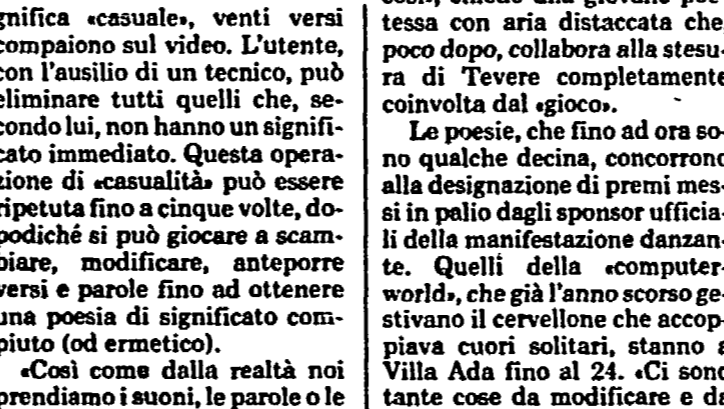 gnifica «casuale», venti versi
compaiono sul video. L'utente,
con l'ausilio di un tecnico, può
eliminare tutti quelli che, se-
condo lui, non hanno un signifi-
cato immediato. Questa opera-
zione di «casualità» può essere
ripetuta fino a cinque volte, do-
podiché si può giocare a scam-
biare, modificare, anteporre
versi e parole fino ad ottenere
una poesia di significato com-
piuto (od ermetico).
«Così come dalla realtà noi
prendiamo i suoni, le parole o le
tessa con aria distaccata che,
poco dopo, collabora alla stesu-
ra di Tevere completamente
coinvolta dal «gioco».
Le poesie, che fino ad ora so-
no qualche decina, concorrono
alla designazione di premi mes-
si in palio dagli sponsor ufficia-
li della manifestazione danzan-
te. Quelli della «computer-
world», che già l'anno scorso ge-
stivano il cervellone che accop-
piava cuori solitari, stanno a
Villa Ada fino al 24. «Ci sono
tante cose da modificare e da